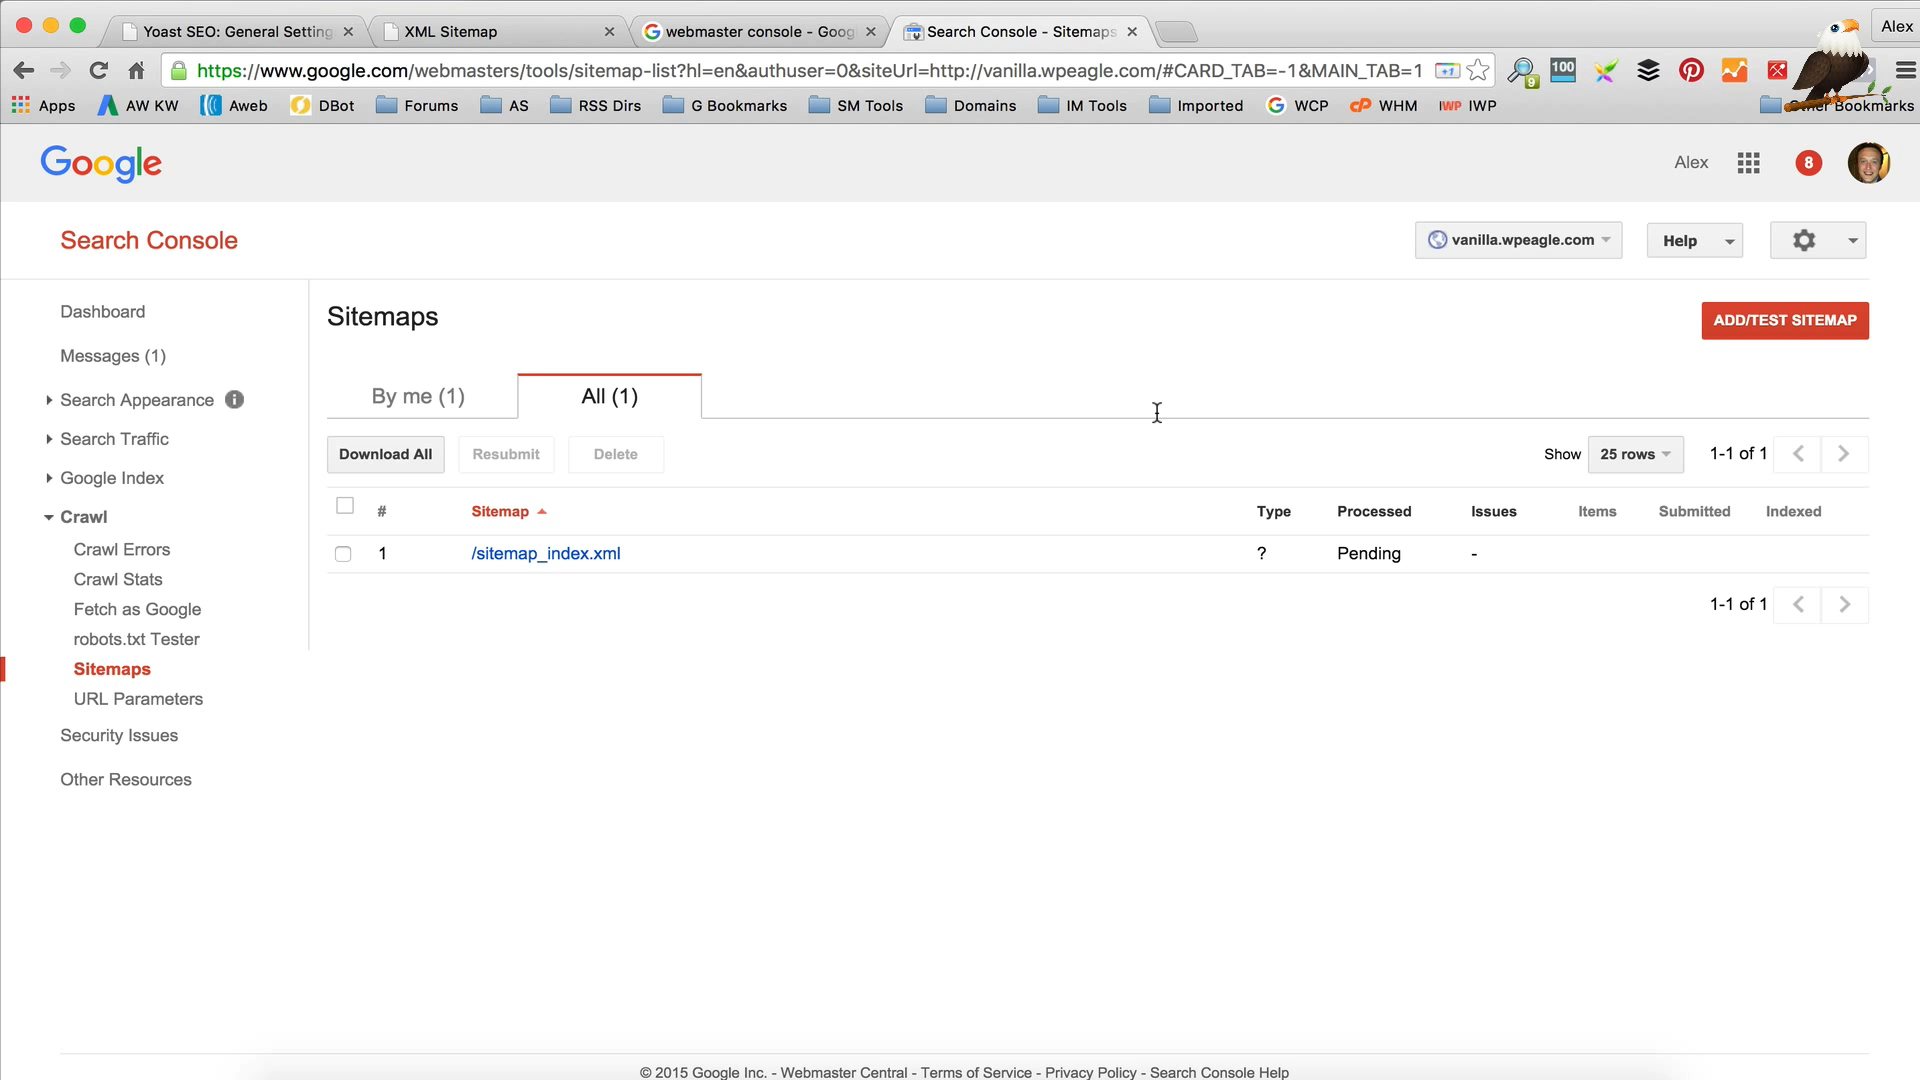 Yoast SEO: General Setting
XML Sitemap
webmaster console - Goog
Search Console - Sitemaps
Alex
https://www.google.com/webmasters/tools/sitemap-list?hl=en&authuser=0&siteUrl=http://vanilla.wpeagle.com/#CARD_TAB=-1&MAIN_TAB=1
+1
9
100
Apps
AW KW
Aweb
DBot
Forums
AS
RSS Dirs
G Bookmarks
SM Tools
Domains
IM Tools
Imported
WCP
cP WHM
IWP IWP
Other Bookmarks
Google
Alex
8
Search Console
vanilla.wpeagle.com
Help
Dashboard
Messages (1)
Search Appearance i
Search Traffic
Google Index
Crawl
Crawl Errors
Crawl Stats
Fetch as Google
robots.txt Tester
Sitemaps
URL Parameters
Security Issues
Other Resources
Sitemaps
ADD/TEST SITEMAP
By me (1)
All (1)
Download All
Resubmit
Delete
Show
25 rows
1-1 of 1
# Sitemap Type Processed Issues Items Submitted Indexed
1 /sitemap_index.xml ? Pending -
1-1 of 1
© 2015 Google Inc. - Webmaster Central - Terms of Service - Privacy Policy - Search Console Help